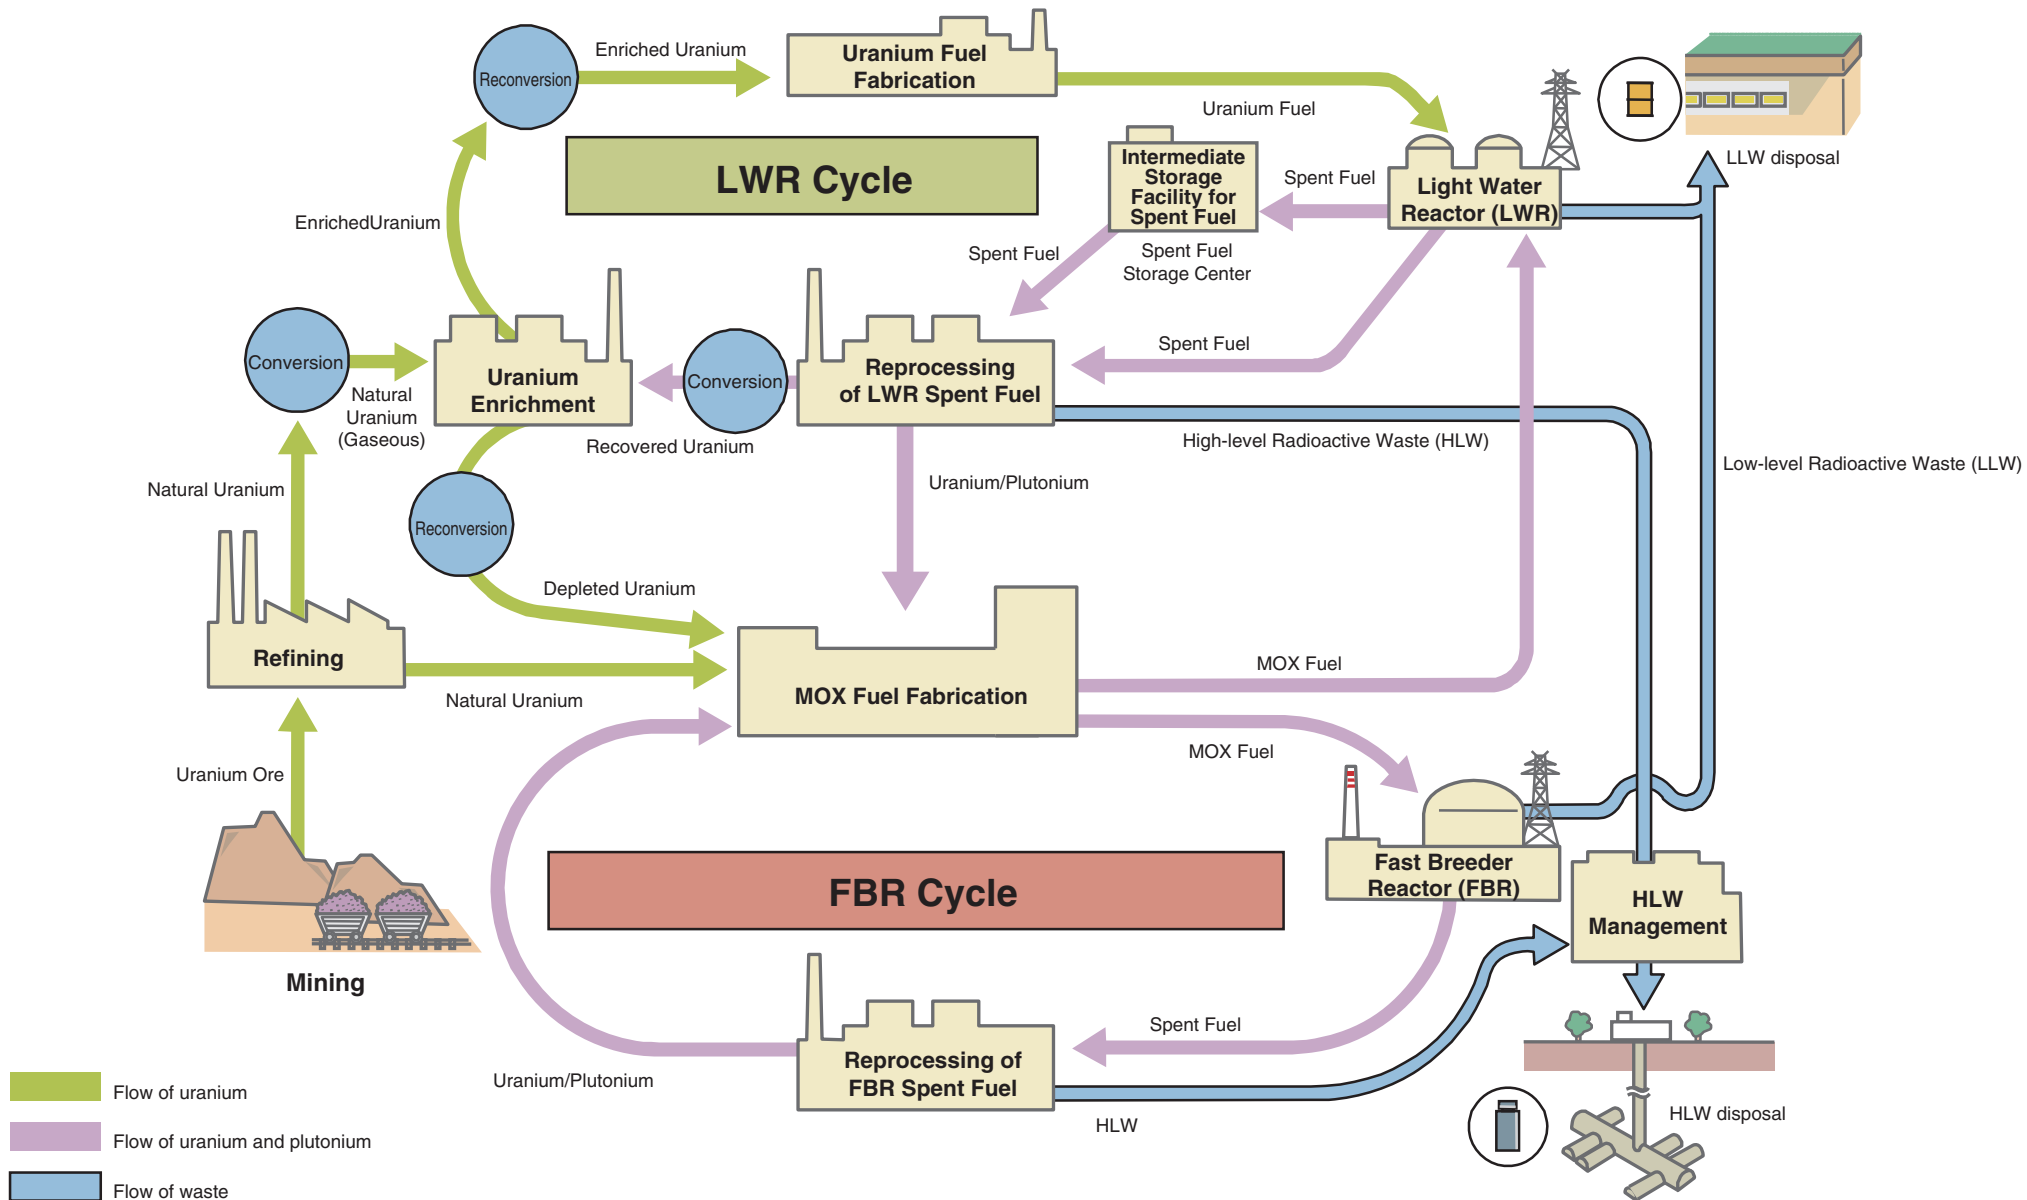 Reconversion
Enriched Uranium
Uranium Fuel
Fabrication
Uranium Fuel
LLW disposal
LWR Cycle
Intermediate
Storage
Facility for
Spent Fuel
Spent Fuel
Light Water
Reactor (LWR)
EnrichedUranium
Spent Fuel
Spent Fuel
Storage Center
Conversion
Natural
Uranium
(Gaseous)
Uranium
Enrichment
Conversion
Recovered Uranium
Reprocessing
of LWR Spent Fuel
Spent Fuel
High-level Radioactive Waste (HLW)
Low-level Radioactive Waste (LLW)
Natural Uranium
Uranium/Plutonium
Reconversion
Depleted Uranium
Refining
Natural Uranium
MOX Fuel Fabrication
MOX Fuel
MOX Fuel
Uranium Ore
Mining
FBR Cycle
Fast Breeder
Reactor (FBR)
HLW
Management
Spent Fuel
Reprocessing of
FBR Spent Fuel
Uranium/Plutonium
HLW
HLW disposal
Flow of uranium
Flow of uranium and plutonium
Flow of waste